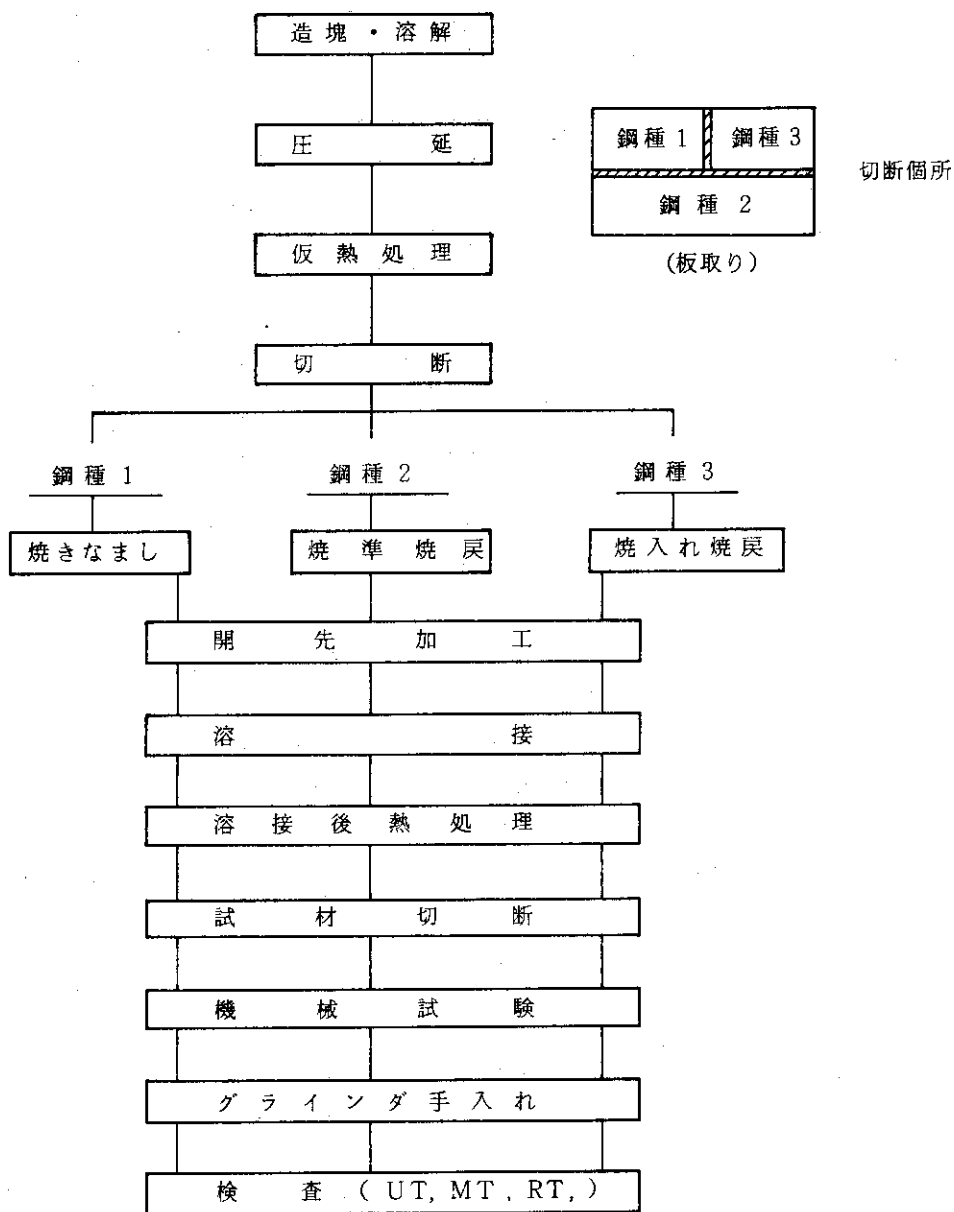 造塊・溶解
圧延
仮熱処理
切断
鋼種1 鋼種3
鋼種2
切断個所
(板取り)
鋼種1 鋼種2 鋼種3
焼きなまし 焼準焼戻 焼入れ焼戻
開先加工
溶接
溶接後熱処理
試材切断
機械試験
グラインダ手入れ
検査(UT,MT,RT,)